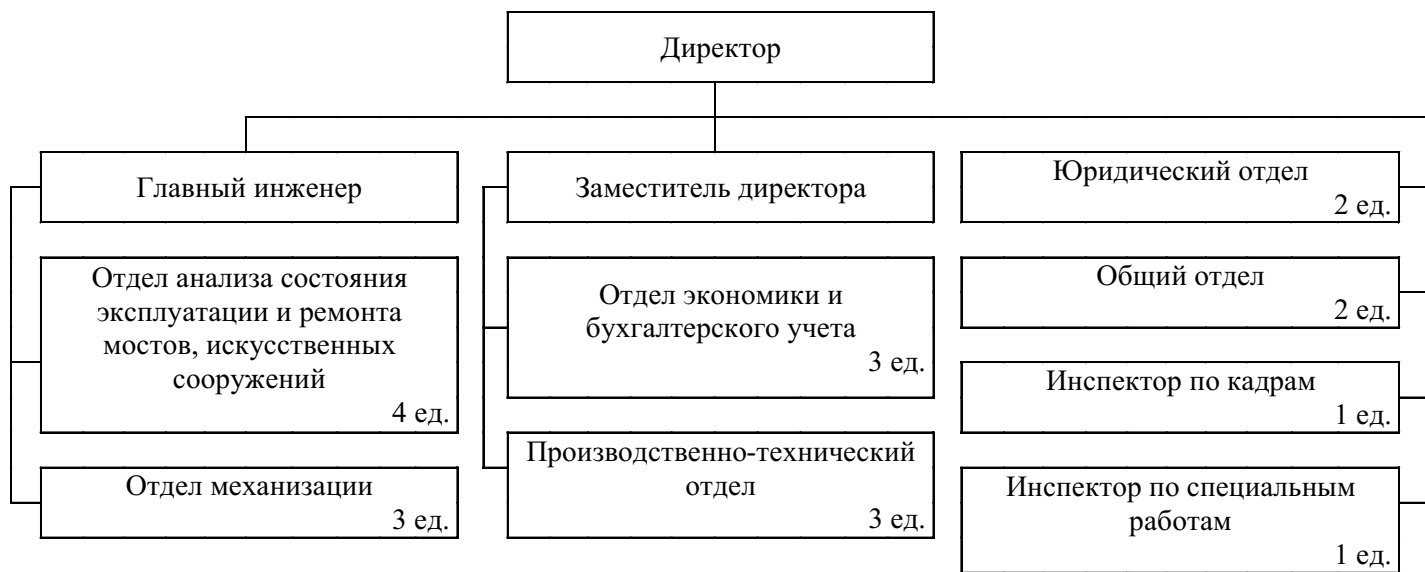 Директор
Главный инженер
Заместитель директора
Юридический отдел
2 ед.
Отдел анализа состояния
эксплуатации и ремонта
мостов, искусственных
сооружений
4 ед.
Отдел экономики и
бухгалтерского учета
3 ед.
Общий отдел
2 ед.
Инспектор по кадрам
1 ед.
Отдел механизации
3 ед.
Производственно-технический
отдел
3 ед.
Инспектор по специальным
работам
1 ед.